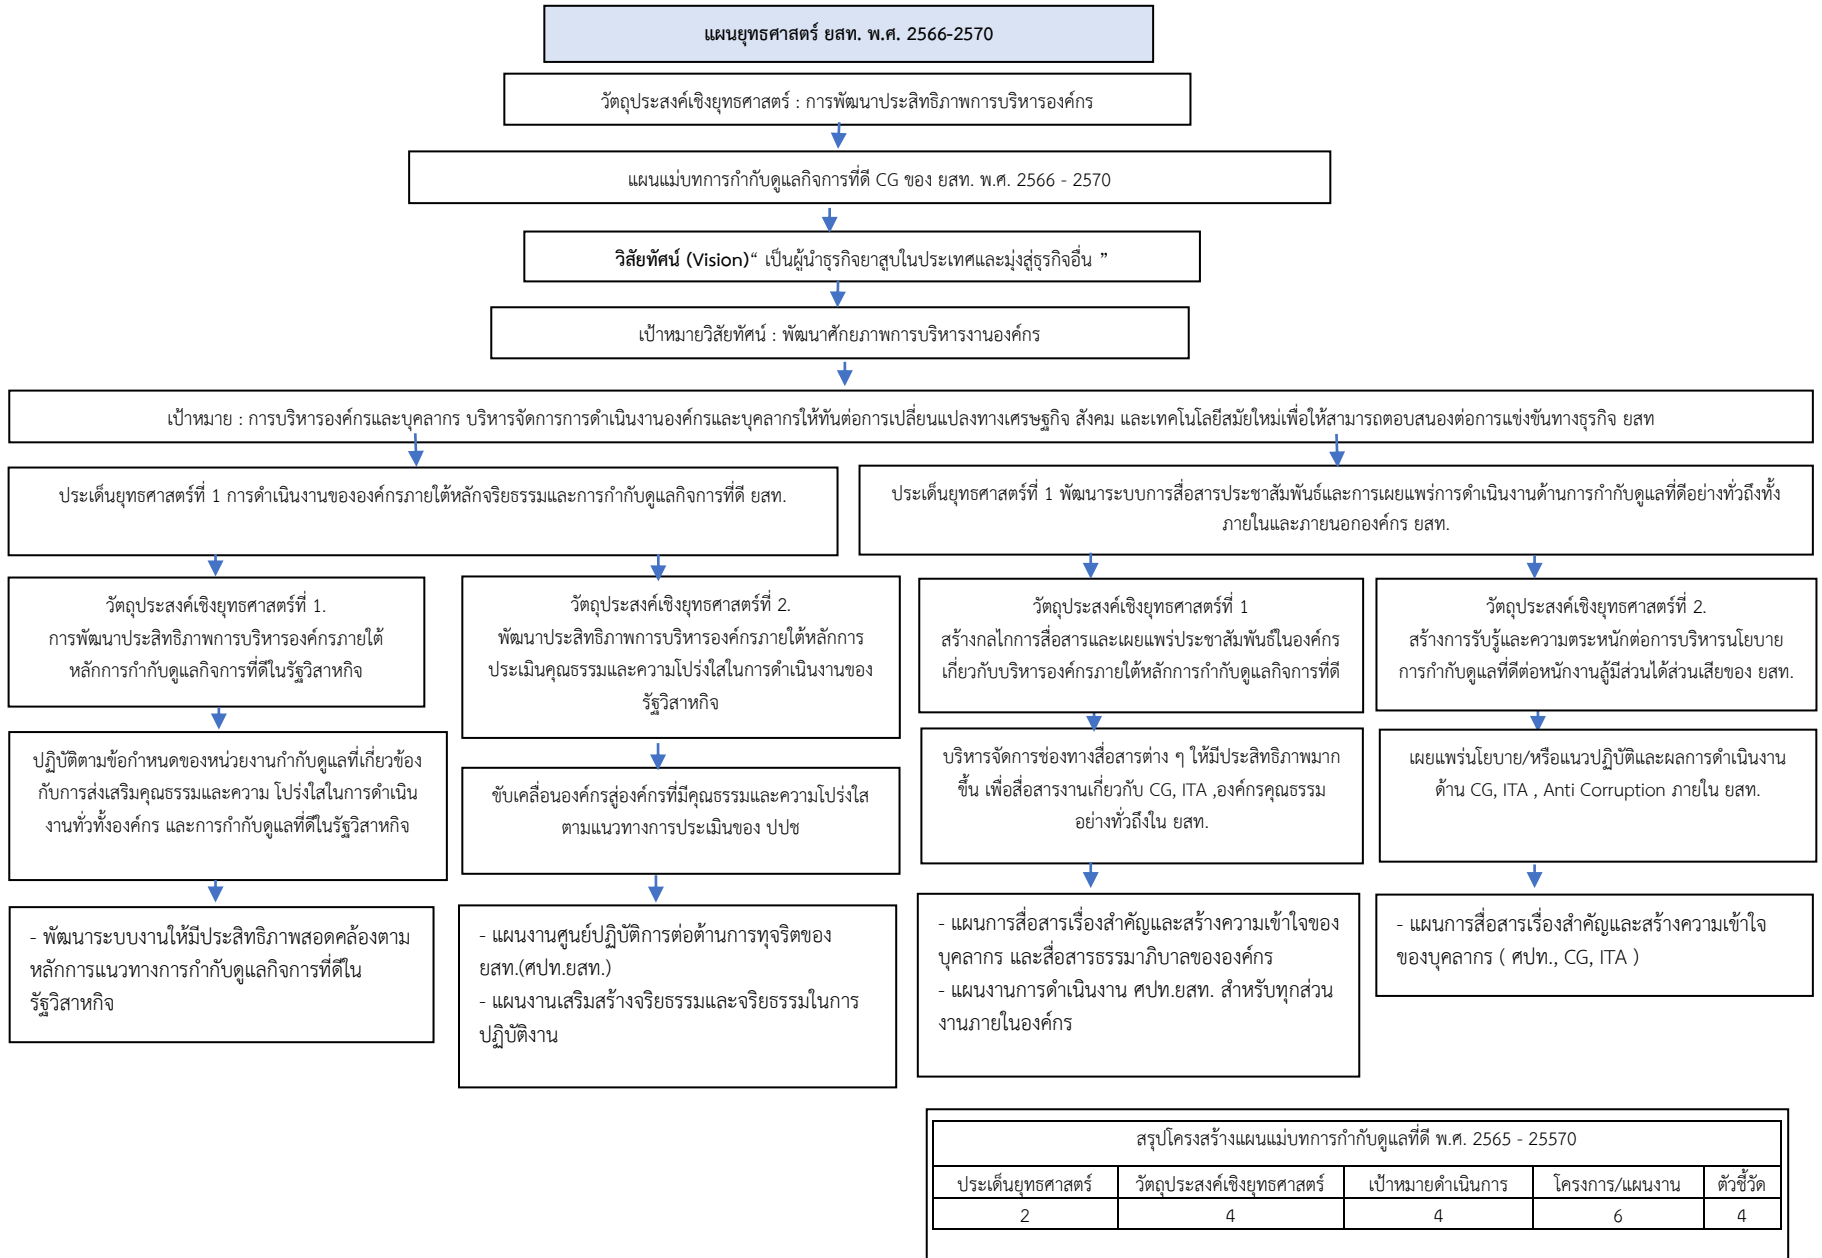 แผนยุทธศาสตร์ ยสท. พ.ศ. 2566-2570
วัตถุประสงค์เชิงยุทธศาสตร์ : การพัฒนาประสิทธิภาพการบริหารองค์กร
แผนแม่บทการกำกับดูแลกิจการที่ดี CG ของ ยสท. พ.ศ. 2566 - 2570
วิสัยทัศน์ (Vision)“ เป็นผู้นำธุรกิจยาสูบในประเทศและมุ่งสู่ธุรกิจอื่น ”
เป้าหมายวิสัยทัศน์ : พัฒนาศักยภาพการบริหารงานองค์กร
เป้าหมาย : การบริหารองค์กรและบุคลากร บริหารจัดการการดำเนินงานองค์กรและบุคลากรให้ทันต่อการเปลี่ยนแปลงทางเศรษฐกิจ สังคม และเทคโนโลยีสมัยใหม่เพื่อให้สามารถตอบสนองต่อการแข่งขันทางธุรกิจ ยสท
ประเด็นยุทธศาสตร์ที่ 1 การดำเนินงานขององค์กรภายใต้หลักจริยธรรมและการกำกับดูแลกิจการที่ดี ยสท.
ประเด็นยุทธศาสตร์ที่ 1 พัฒนาระบบการสื่อสารประชาสัมพันธ์และการเผยแพร่การดำเนินงานด้านการกำกับดูแลที่ดีอย่างทั่วถึงทั้ง
ภายในและภายนอกองค์กร ยสท.
วัตถุประสงค์เชิงยุทธศาสตร์ที่ 1.
การพัฒนาประสิทธิภาพการบริหารองค์กรภายใต้
หลักการกำกับดูแลกิจการที่ดีในรัฐวิสาหกิจ
วัตถุประสงค์เชิงยุทธศาสตร์ที่ 2.
พัฒนาประสิทธิภาพการบริหารองค์กรภายใต้หลักการ
ประเมินคุณธรรมและความโปร่งใสในการดำเนินงานของ
รัฐวิสาหกิจ
วัตถุประสงค์เชิงยุทธศาสตร์ที่ 1
สร้างกลไกการสื่อสารและเผยแพร่ประชาสัมพันธ์ในองค์กร
เกี่ยวกับบริหารองค์กรภายใต้หลักการกำกับดูแลกิจการที่ดี
วัตถุประสงค์เชิงยุทธศาสตร์ที่ 2.
สร้างการรับรู้และความตระหนักต่อการบริหารนโยบาย
การกำกับดูแลที่ดีต่อหนักงานลู้มีส่วนได้ส่วนเสียของ ยสท.
ปฏิบัติตามข้อกำหนดของหน่วยงานกำกับดูแลที่เกี่ยวข้อง
กับการส่งเสริมคุณธรรมและความ โปร่งใสในการดำเนิน
งานทั่วทั้งองค์กร และการกำกับดูแลที่ดีในรัฐวิสาหกิจ
ขับเคลื่อนองค์กรสู่องค์กรที่มีคุณธรรมและความโปร่งใส
ตามแนวทางการประเมินของ ปปช
บริหารจัดการช่องทางสื่อสารต่าง ๆ ให้มีประสิทธิภาพมาก
ขึ้น เพื่อสื่อสารงานเกี่ยวกับ CG, ITA ,องค์กรคุณธรรม
อย่างทั่วถึงใน ยสท.
เผยแพร่นโยบาย/หรือแนวปฏิบัติและผลการดำเนินงาน
ด้าน CG, ITA , Anti Corruption ภายใน ยสท.
- พัฒนาระบบงานให้มีประสิทธิภาพสอดคล้องตาม
หลักการแนวทางการกำกับดูแลกิจการที่ดีใน
รัฐวิสาหกิจ
- แผนงานศูนย์ปฏิบัติการต่อต้านการทุจริตของ
ยสท.(ศปท.ยสท.)
- แผนงานเสริมสร้างจริยธรรมและจริยธรรมในการ
ปฏิบัติงาน
- แผนการสื่อสารเรื่องสำคัญและสร้างความเข้าใจของ
บุคลากร และสื่อสารธรรมาภิบาลขององค์กร
- แผนงานการดำเนินงาน ศปท.ยสท. สำหรับทุกส่วน
งานภายในองค์กร
- แผนการสื่อสารเรื่องสำคัญและสร้างความเข้าใจ
ของบุคลากร ( ศปท., CG, ITA )
สรุปโครงสร้างแผนแม่บทการกำกับดูแลที่ดี พ.ศ. 2565 - 25570
ประเด็นยุทธศาสตร์ วัตถุประสงค์เชิงยุทธศาสตร์ เป้าหมายดำเนินการ โครงการ/แผนงาน ตัวชี้วัด
2 4 4 6 4